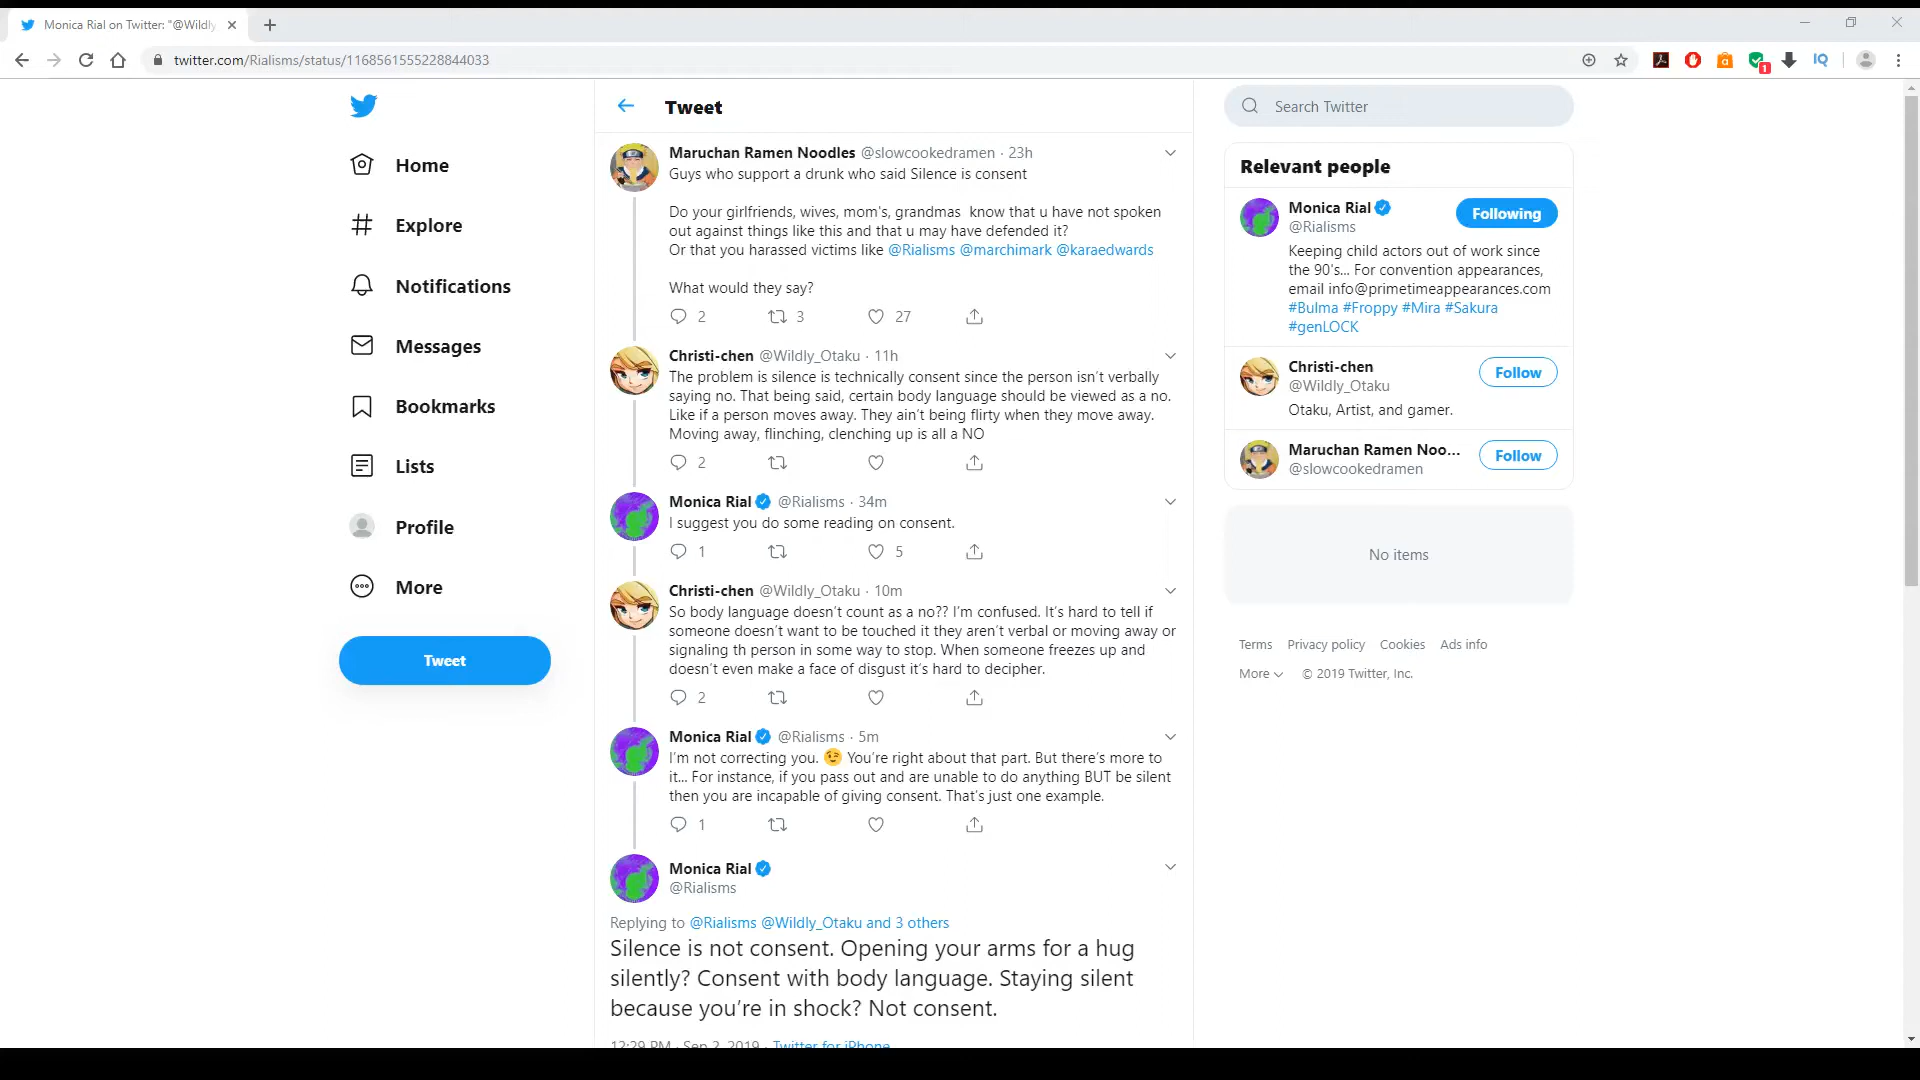 Monica Rial on Twitter: "@Wildly
twitter.com/Rialisms/status/1168561555228844033
1
IQ
Home
Explore
Notifications
Messages
Bookmarks
Lists
Profile
More
Tweet
Tweet
Maruchan Ramen Noodles @slowcookedramen · 23h
Guys who support a drunk who said Silence is consent
Do your girlfriends, wives, mom's, grandmas know that u have not spoken
out against things like this and that u may have defended it?
Or that you harassed victims like @Rialisms @marchimark @karaedwards
What would they say?
2 3 27
Christi-chen @Wildly_Otaku · 11h
The problem is silence is technically consent since the person isn't verbally
saying no. That being said, certain body language should be viewed as a no.
Like if a person moves away. They ain't being flirty when they move away.
Moving away, flinching, clenching up is all a NO
2
Monica Rial @Rialisms · 34m
I suggest you do some reading on consent.
1 5
Christi-chen @Wildly_Otaku · 10m
So body language doesn't count as a no?? I'm confused. It's hard to tell if
someone doesn't want to be touched it they aren't verbal or moving away or
signaling th person in some way to stop. When someone freezes up and
doesn't even make a face of disgust it's hard to decipher.
2
Monica Rial @Rialisms · 5m
I'm not correcting you. 😉 You're right about that part. But there's more to
it... For instance, if you pass out and are unable to do anything BUT be silent
then you are incapable of giving consent. That's just one example.
1
Monica Rial
@Rialisms
Replying to @Rialisms @Wildly_Otaku and 3 others
Silence is not consent. Opening your arms for a hug
silently? Consent with body language. Staying silent
because you're in shock? Not consent.
12:29 PM · Sep 2, 2019 · Twitter for iPhone
Search Twitter
Relevant people
Monica Rial
@Rialisms
Following
Keeping child actors out of work since
the 90's... For convention appearances,
email info@primetimeappearances.com
#Bulma #Froppy #Mira #Sakura
#genLOCK
Christi-chen
@Wildly_Otaku
Follow
Otaku, Artist, and gamer.
Maruchan Ramen Noo...
@slowcookedramen
Follow
No items
Terms Privacy policy Cookies Ads info
More © 2019 Twitter, Inc.